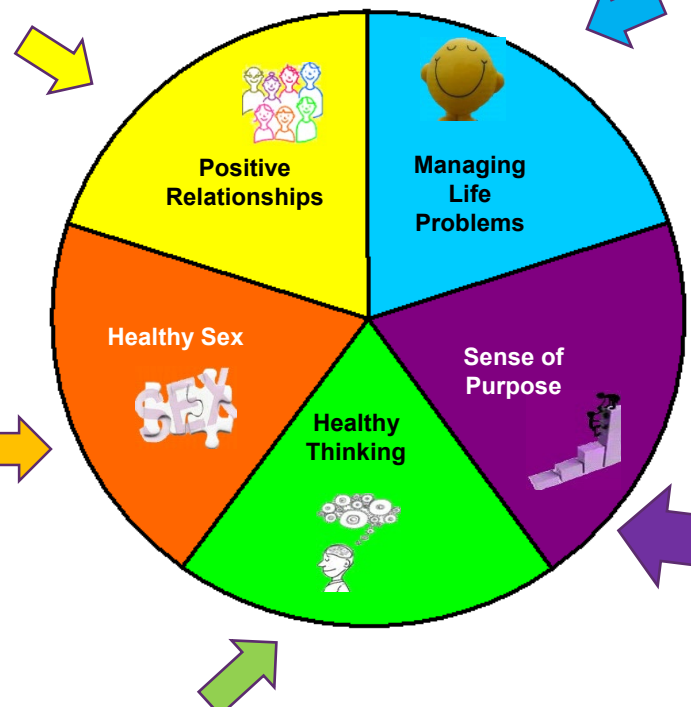 Positive
Relationships
Managing
Life
Problems
Healthy Sex
SEX
Sense of
Purpose
Healthy
Thinking